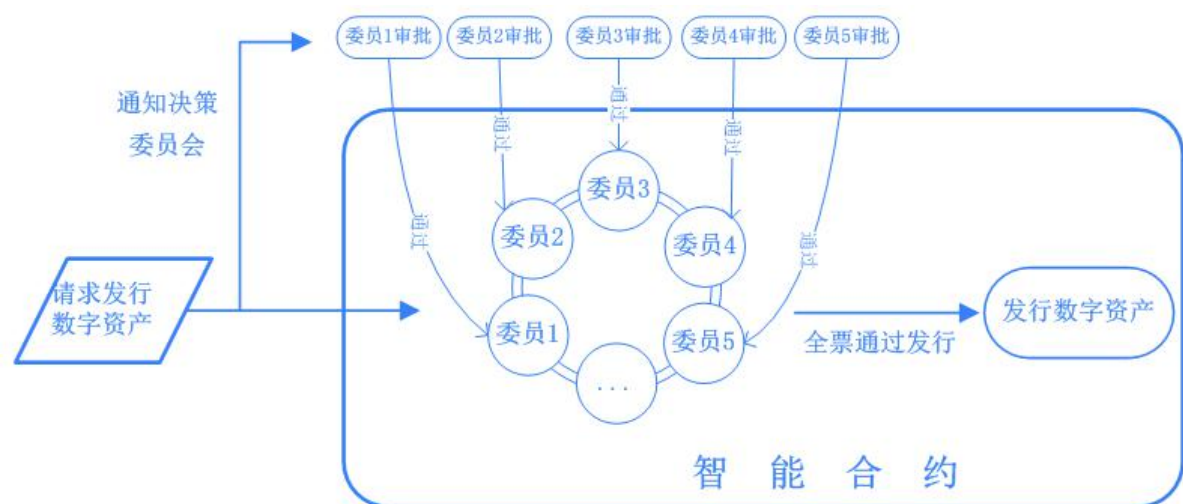 委员1审批
委员2审批
委员3审批
委员4审批
委员5审批
通知决策
委员会
通过
通过
通过
通过
通过
委员3
委员2
委员4
请求发行
数字资产
委员1
委员5
...
全票通过发行
发行数字资产
智 能 合 约